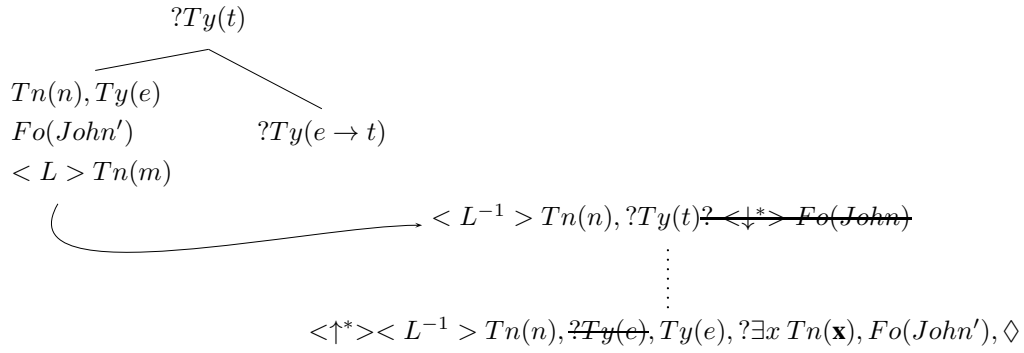 ?Ty(t)
Tn(n), Ty(e)
Fo(John′) ?Ty(e → t)
< L > Tn(m)
< L⁻¹ > Tn(n), ?Ty(t)? <↓*> Fo(John)
<↑*>< L⁻¹ > Tn(n), ?Ty(e), Ty(e), ?∃x Tn(x), Fo(John′), ◊